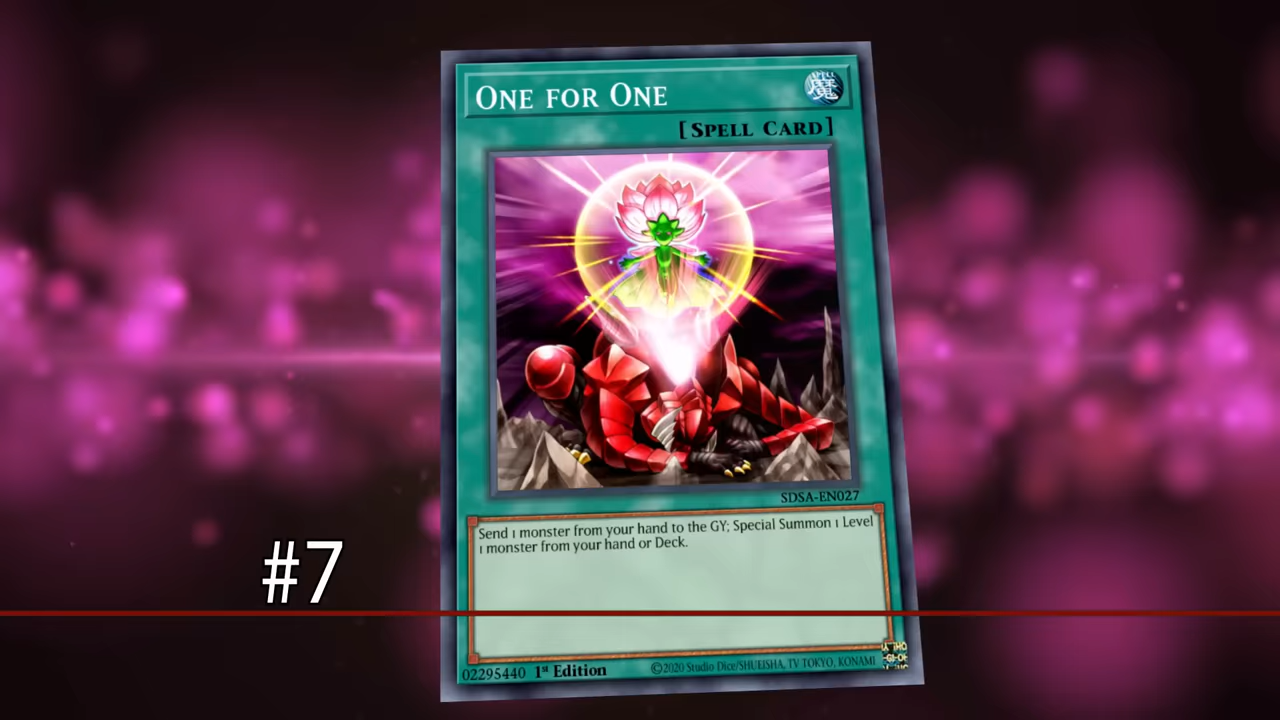 One for One
SPELL
魔
[Spell Card]
SDSA-EN027
Send 1 monster from your hand to the GY; Special Summon 1 Level
1 monster from your hand or Deck.
#7
02295440 1st Edition
©2020 Studio Dice/SHUEISHA, TV TOKYO, KONAMI